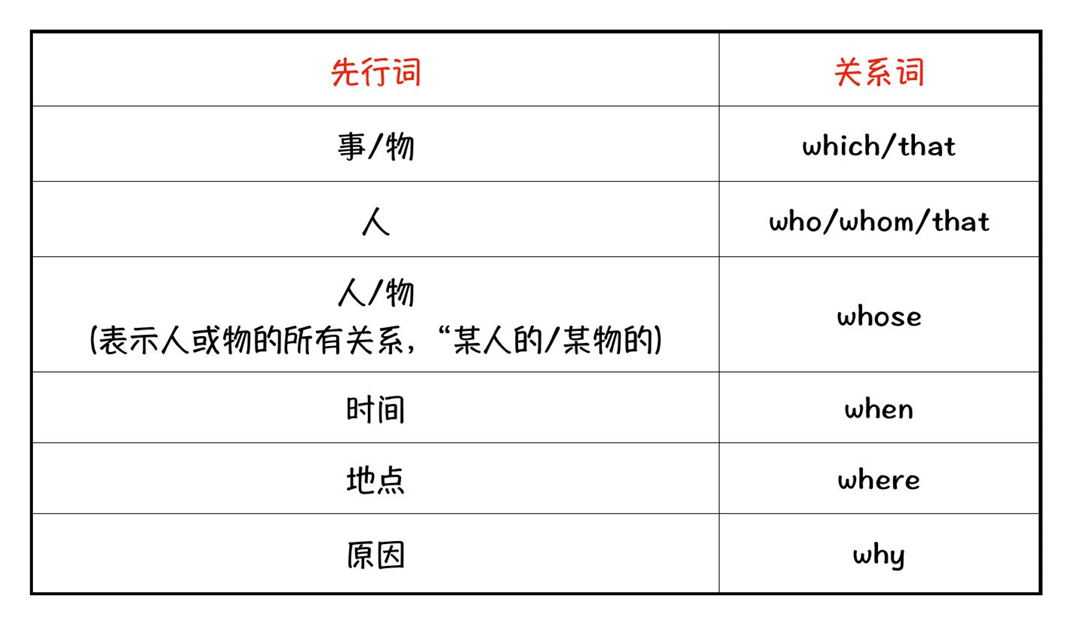 先行词 关系词
事/物 which/that
人 who/whom/that
人/物
(表示人或物的所有关系，“某人的/某物的) whose
时间 when
地点 where
原因 why